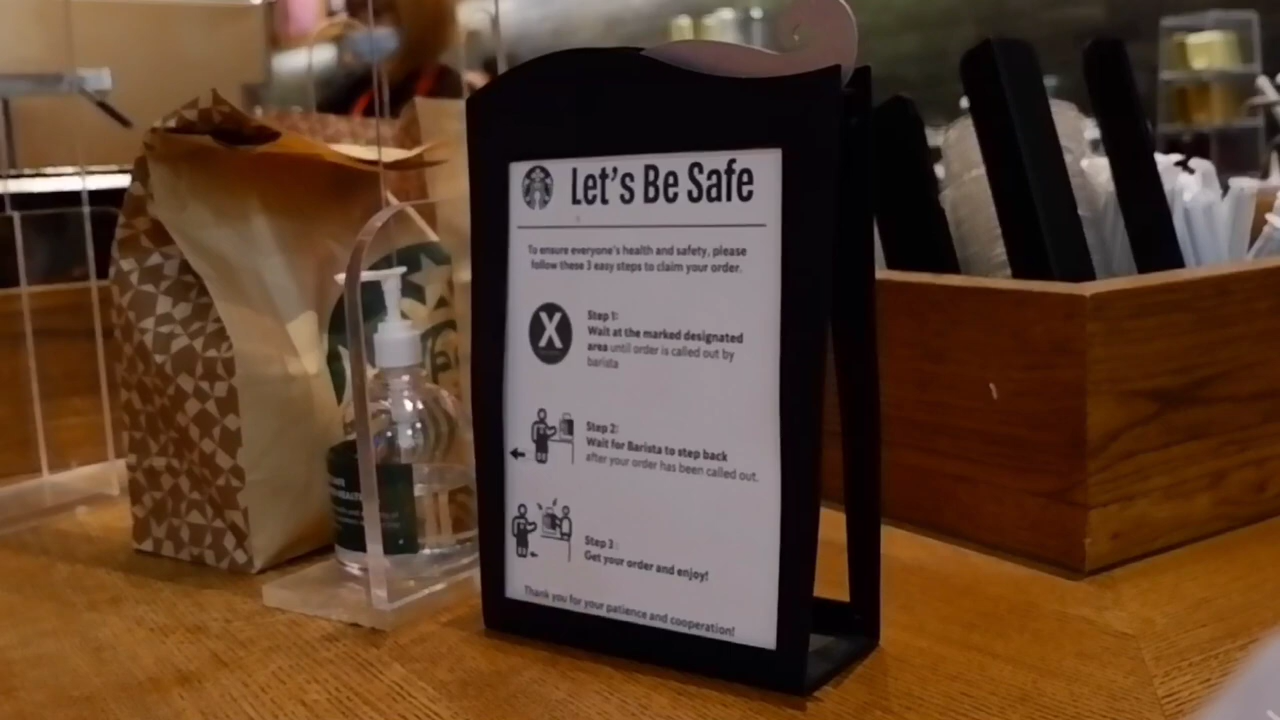 Let's Be Safe
To ensure everyone's health and safety, please
follow these 3 easy steps to claim your order.
X
Step 1:
Wait at the marked designated
area until order is called out by
barista
Step 2:
Wait for Barista to step back
after your order has been called out.
Step 3:
Get your order and enjoy!
Thank you for your patience and cooperation!